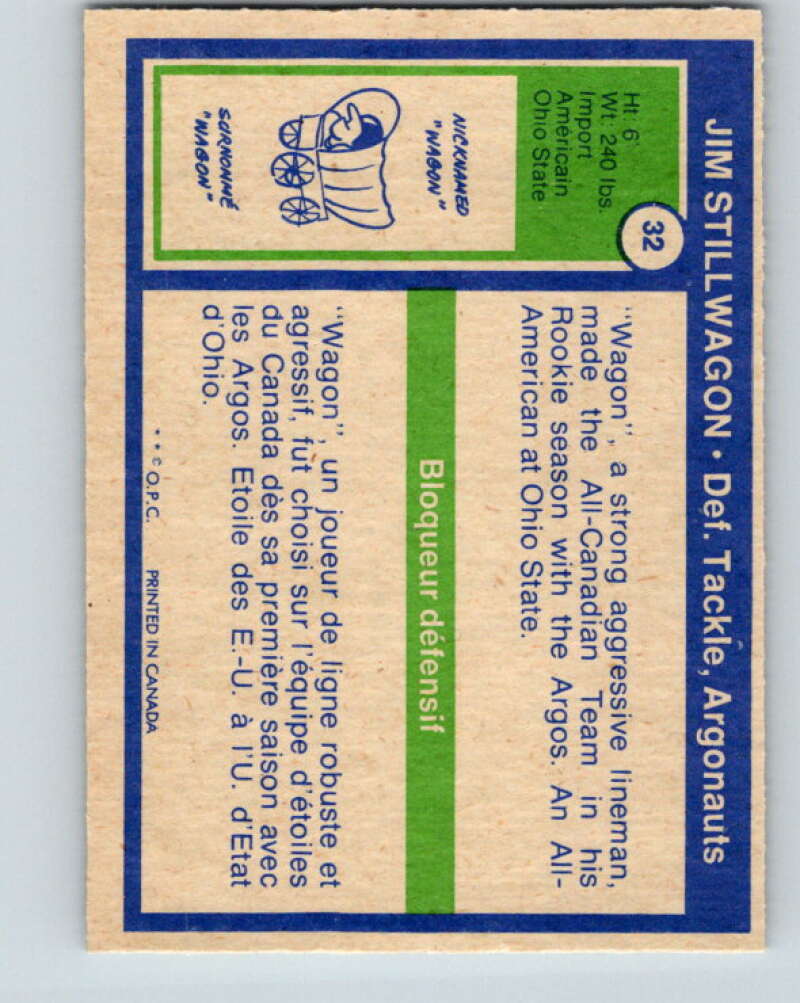 JIM STILLWAGON • Def. Tackle, Argonauts
32
Ht: 6'
Wt: 240 lbs.
Import
Américain
Ohio State
NICKNAMED
"WAGON"
SURNOMMÉ
"WAGON"
"Wagon", a strong aggressive lineman,
made the All-Canadian Team in his
Rookie season with the Argos. An All-
American at Ohio State.
Bloqueur défensif
"Wagon", un joueur de ligne robuste et
agressif, fut choisi sur l'équipe d'étoiles
du Canada dès sa première saison avec
les Argos. Etoile des E.-U. à l'U. d'Etat
d'Ohio.
* * © O.P.C. PRINTED IN CANADA